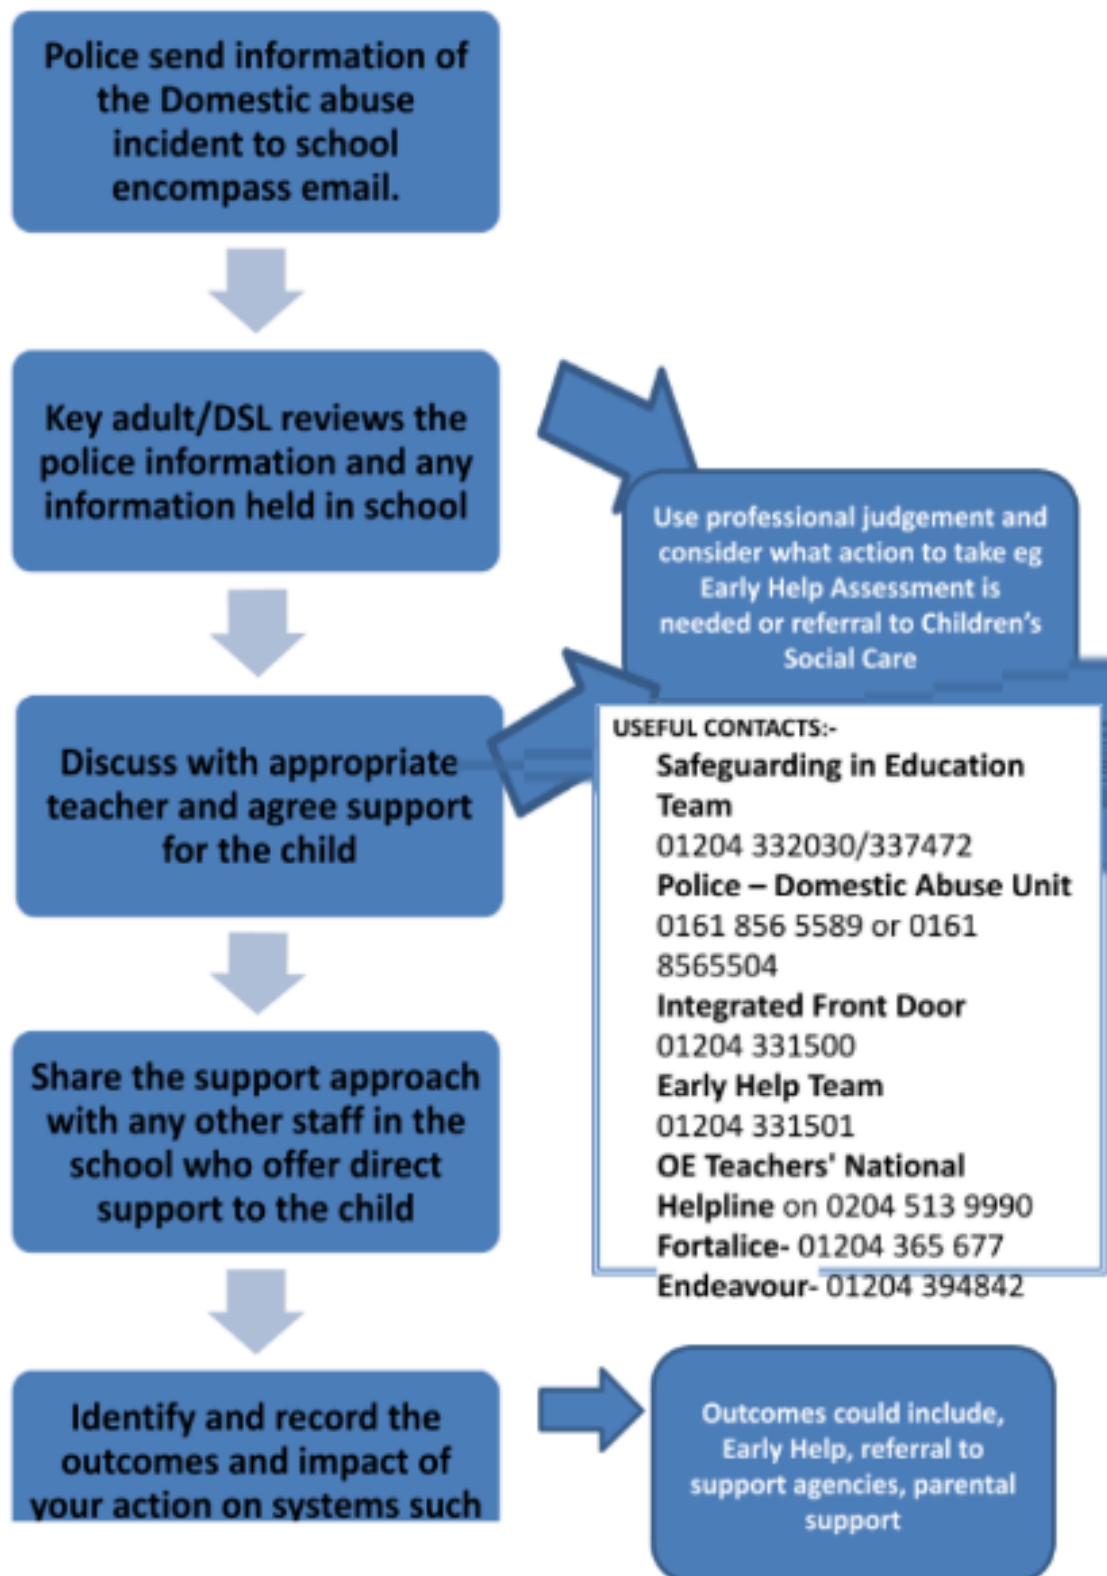 Police send information of
the Domestic abuse
incident to school
encompass email.
Key adult/DSL reviews the
police information and any
information held in school
Use professional judgement and
consider what action to take eg
Early Help Assessment is
needed or referral to Children's
Social Care
Discuss with appropriate
teacher and agree support
for the child
USEFUL CONTACTS:-
Safeguarding in Education
Team
01204 332030/337472
Police – Domestic Abuse Unit
0161 856 5589 or 0161
8565504
Integrated Front Door
01204 331500
Early Help Team
01204 331501
OE Teachers' National
Helpline on 0204 513 9990
Fortalice- 01204 365 677
Endeavour- 01204 394842
Share the support approach
with any other staff in the
school who offer direct
support to the child
Identify and record the
outcomes and impact of
your action on systems such
Outcomes could include,
Early Help, referral to
support agencies, parental
support